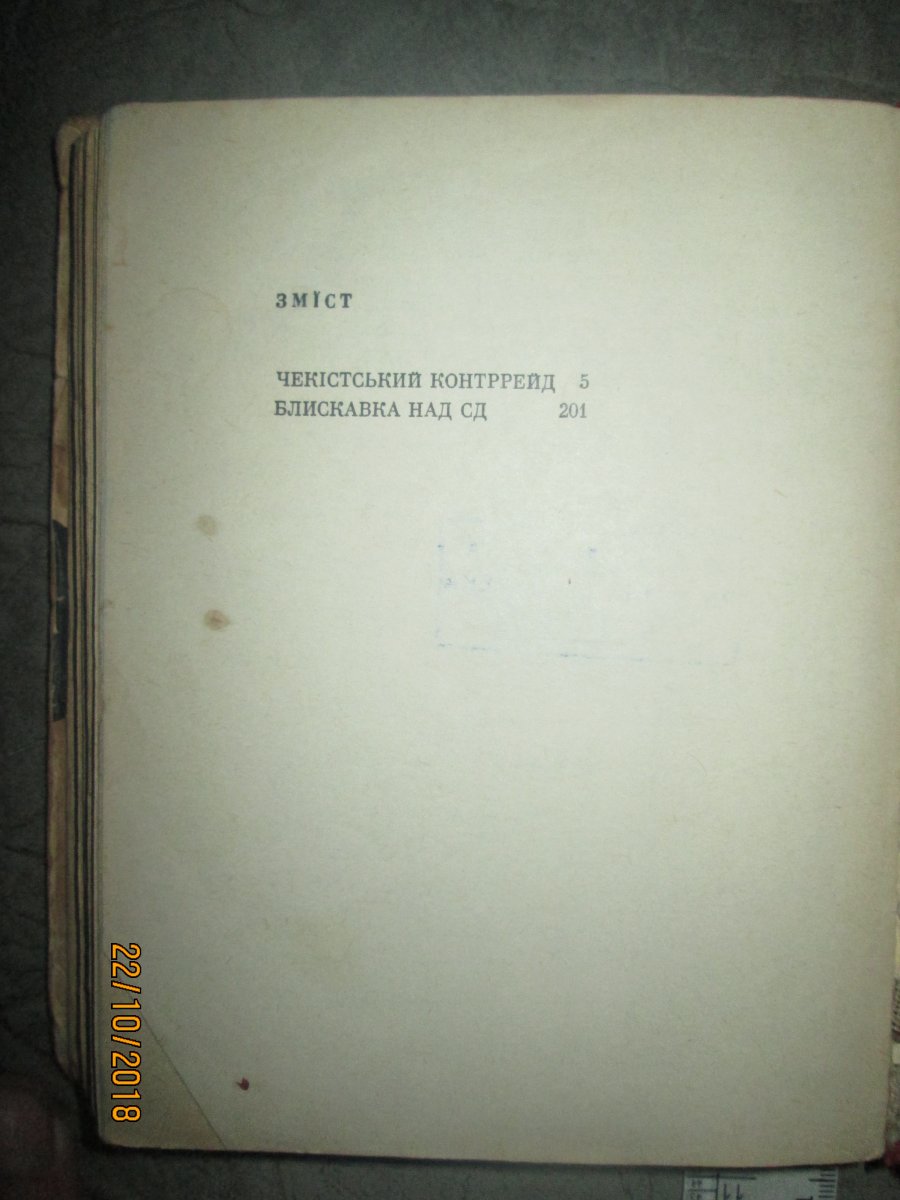 ЗМІСТ
ЧЕКІСТСЬКИЙ КОНТРРЕЙД 5
БЛИСКАВКА НАД СД 201
22/10/2018